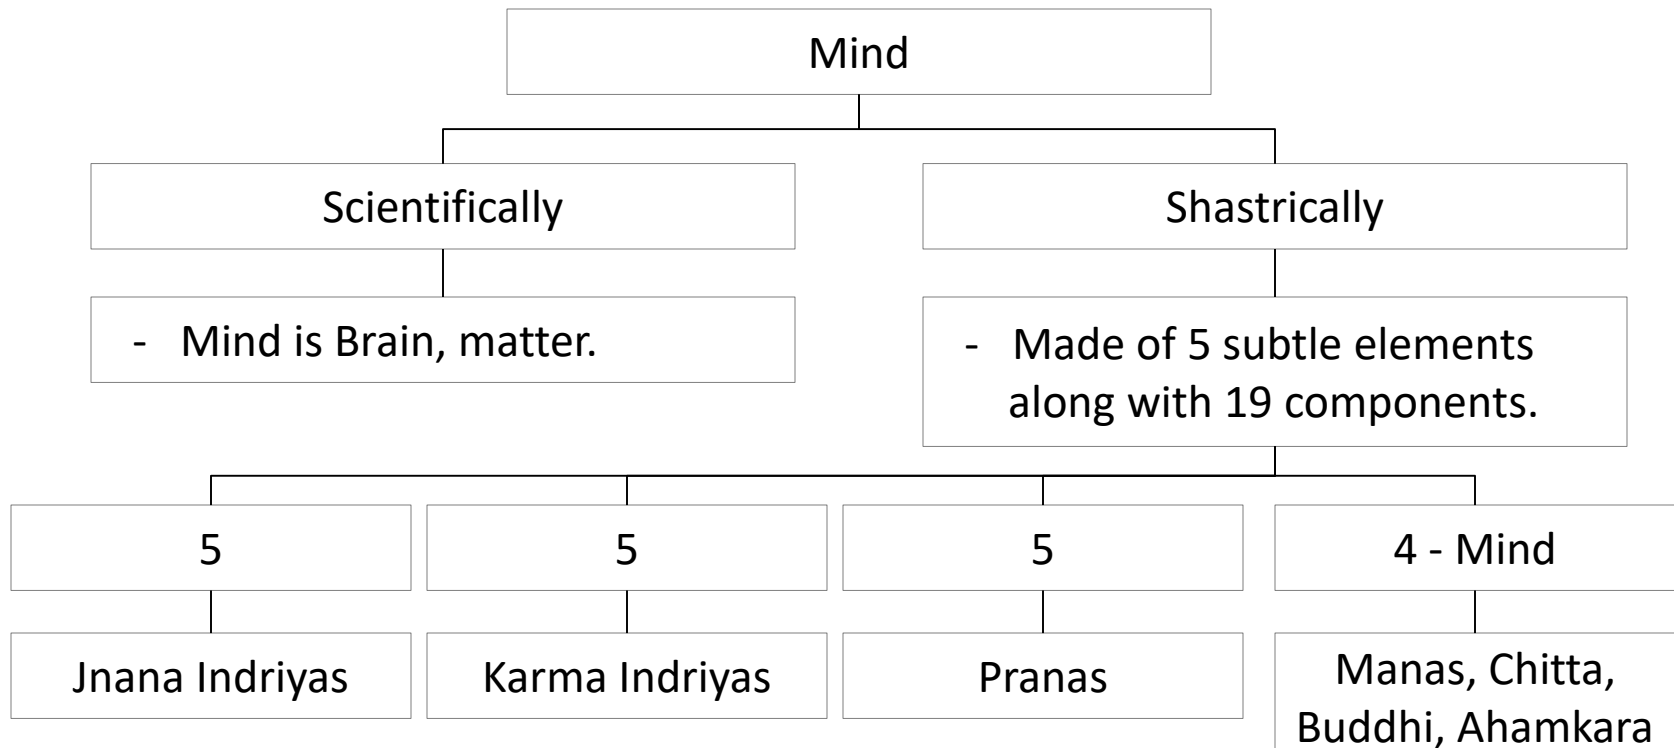 Mind
Scientifically
Shastrically
- Mind is Brain, matter.
- Made of 5 subtle elements
along with 19 components.
5
5
5
4 - Mind
Jnana Indriyas
Karma Indriyas
Pranas
Manas, Chitta,
Buddhi, Ahamkara